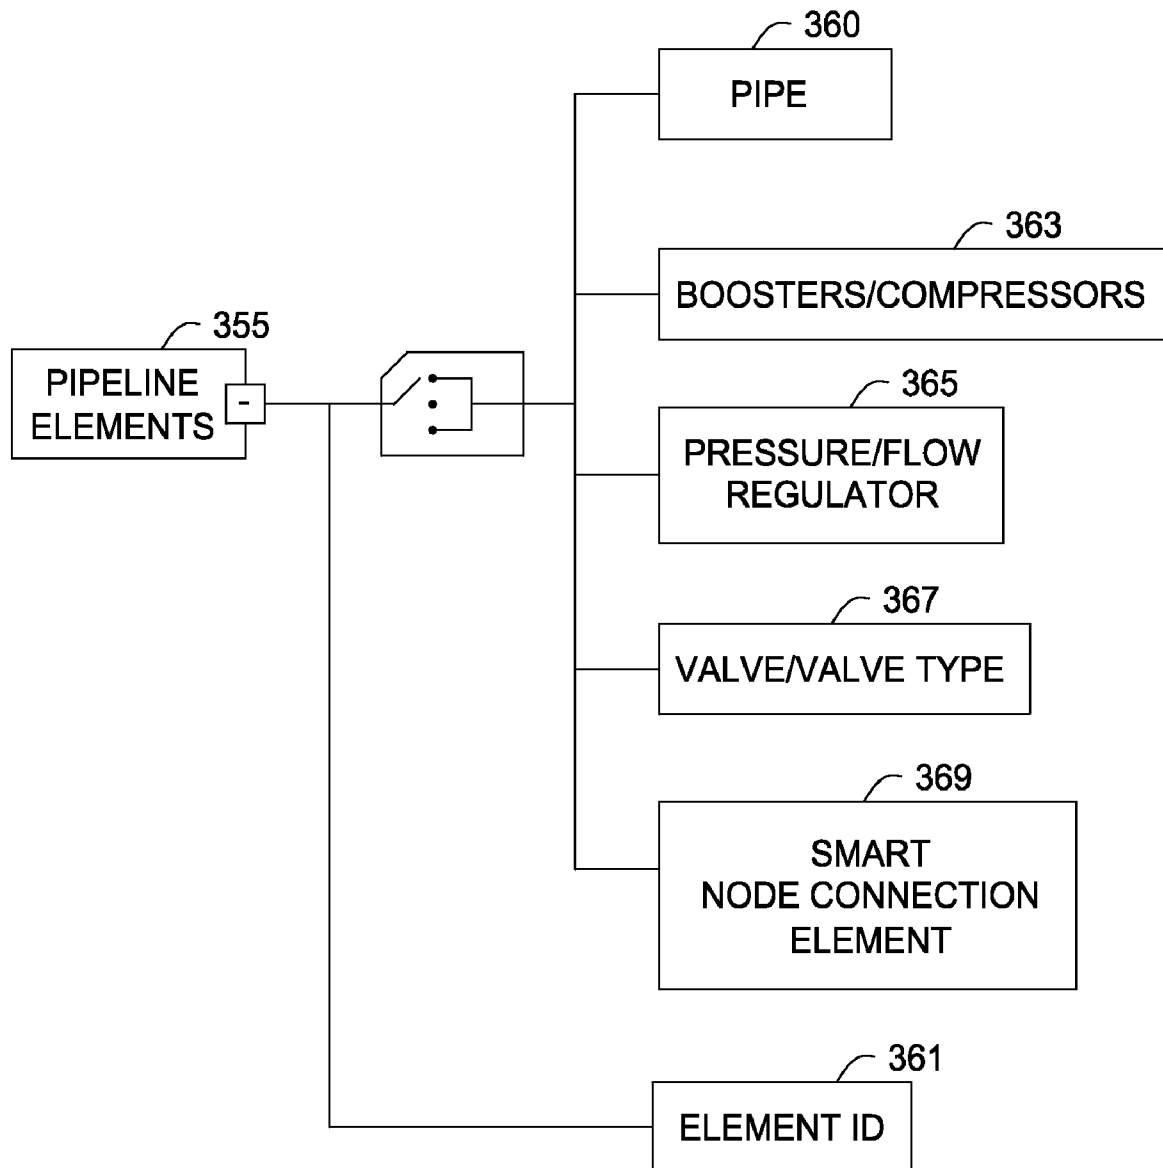 360
PIPE
363
BOOSTERS/COMPRESSORS
355
PIPELINE
ELEMENTS
-
365
PRESSURE/FLOW
REGULATOR
367
VALVE/VALVE TYPE
369
SMART
NODE CONNECTION
ELEMENT
361
ELEMENT ID